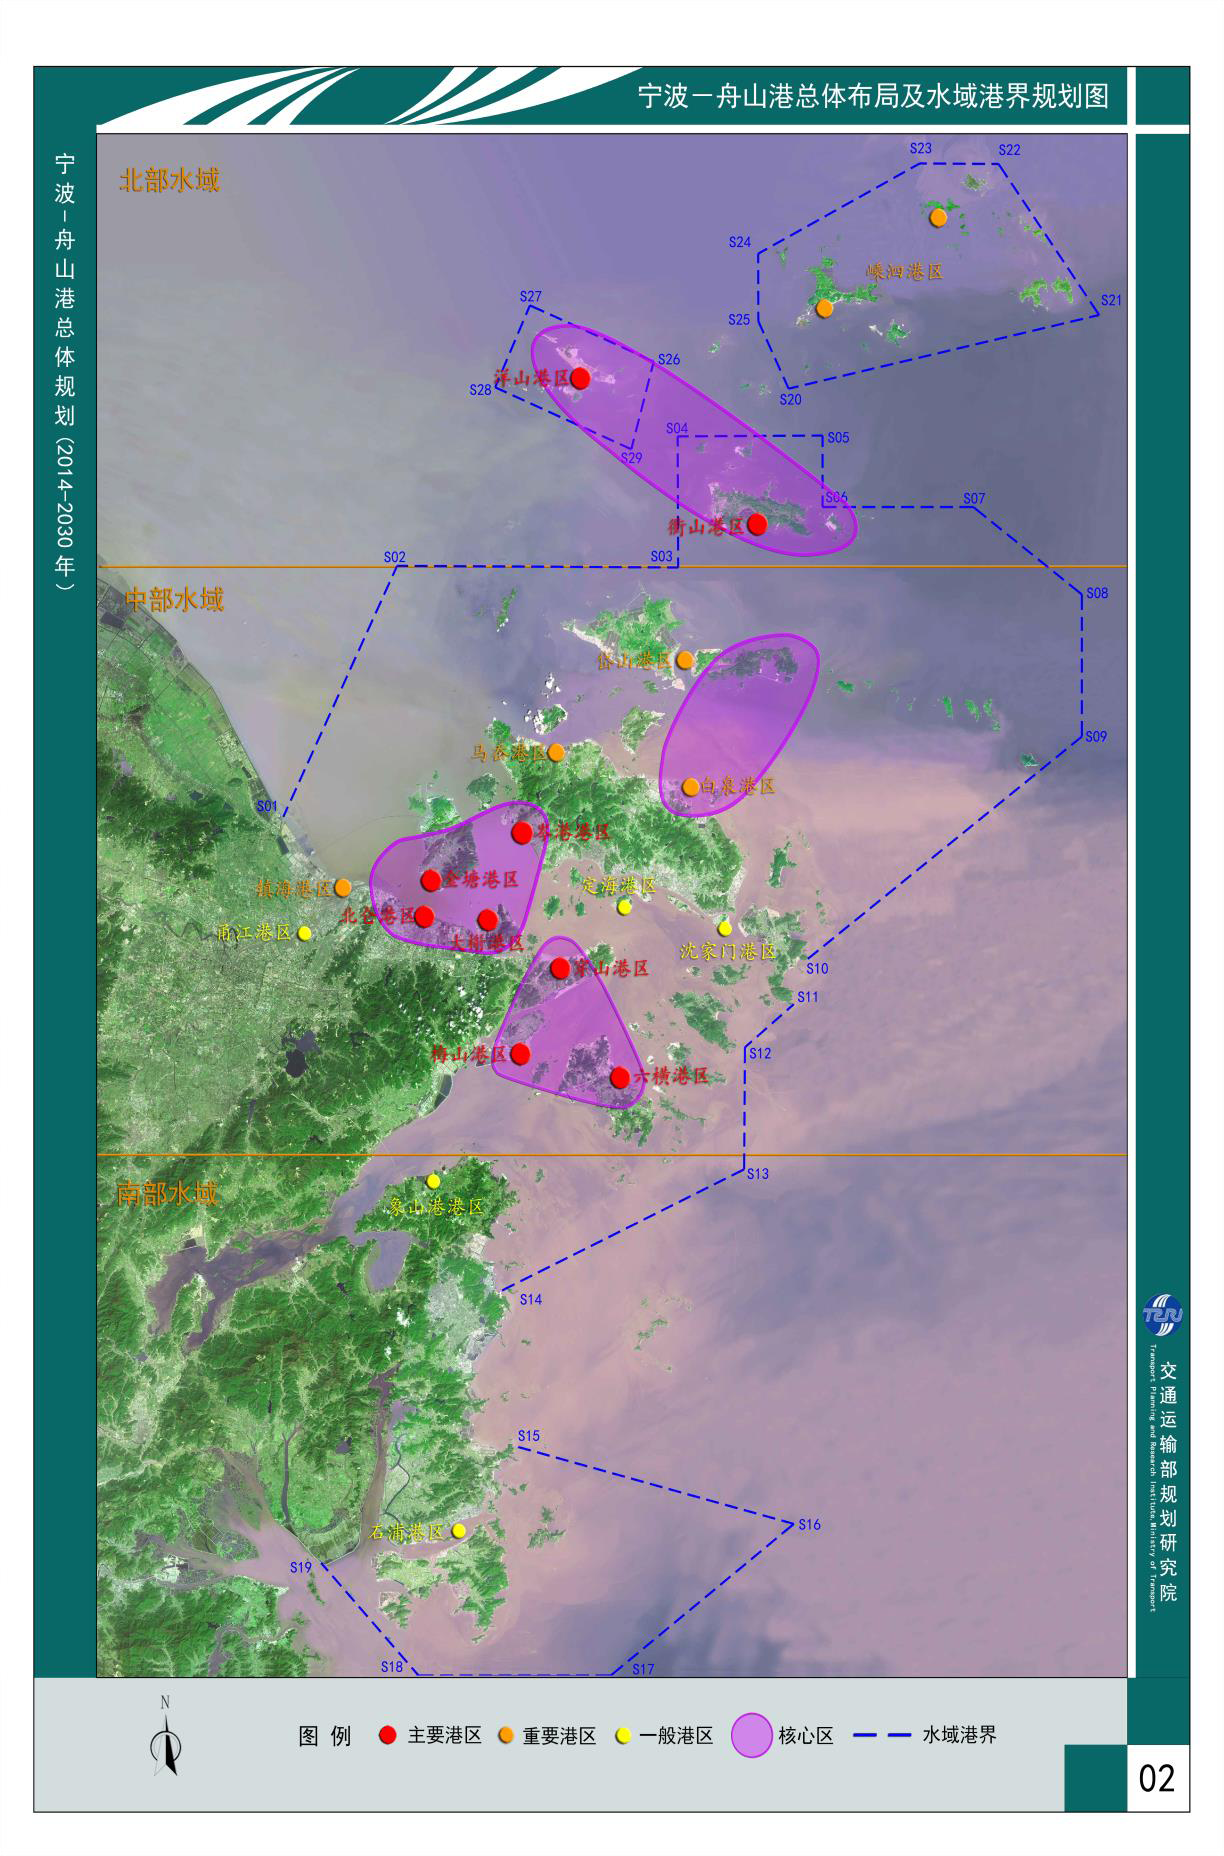 宁波－舟山港总体布局及水域港界规划图
宁波-舟山港总体规划(2014-2030年)
北部水域
S23
S22
S24
嵊泗港区
S27
S25
S21
S26
洋山港区
S28
S20
S04
S05
S29
S06
S07
衢山港区
S02
S03
中部水域
S08
岱山港区
S09
马岙港区
白泉港区
S01
岑港港区
金塘港区
定海港区
镇海港区
北仑港区
甬江港区
大榭港区
沈家门港区
穿山港区
S10
S11
梅山港区
S12
六横港区
S13
南部水域
象山港港区
S14
S15
S16
石浦港区
S19
S18
S17
TPRI
交通运输部规划研究院
Transport Planning and Research Institute, Ministry of Transport
N
图 例
主要港区
重要港区
一般港区
核心区
水域港界
02